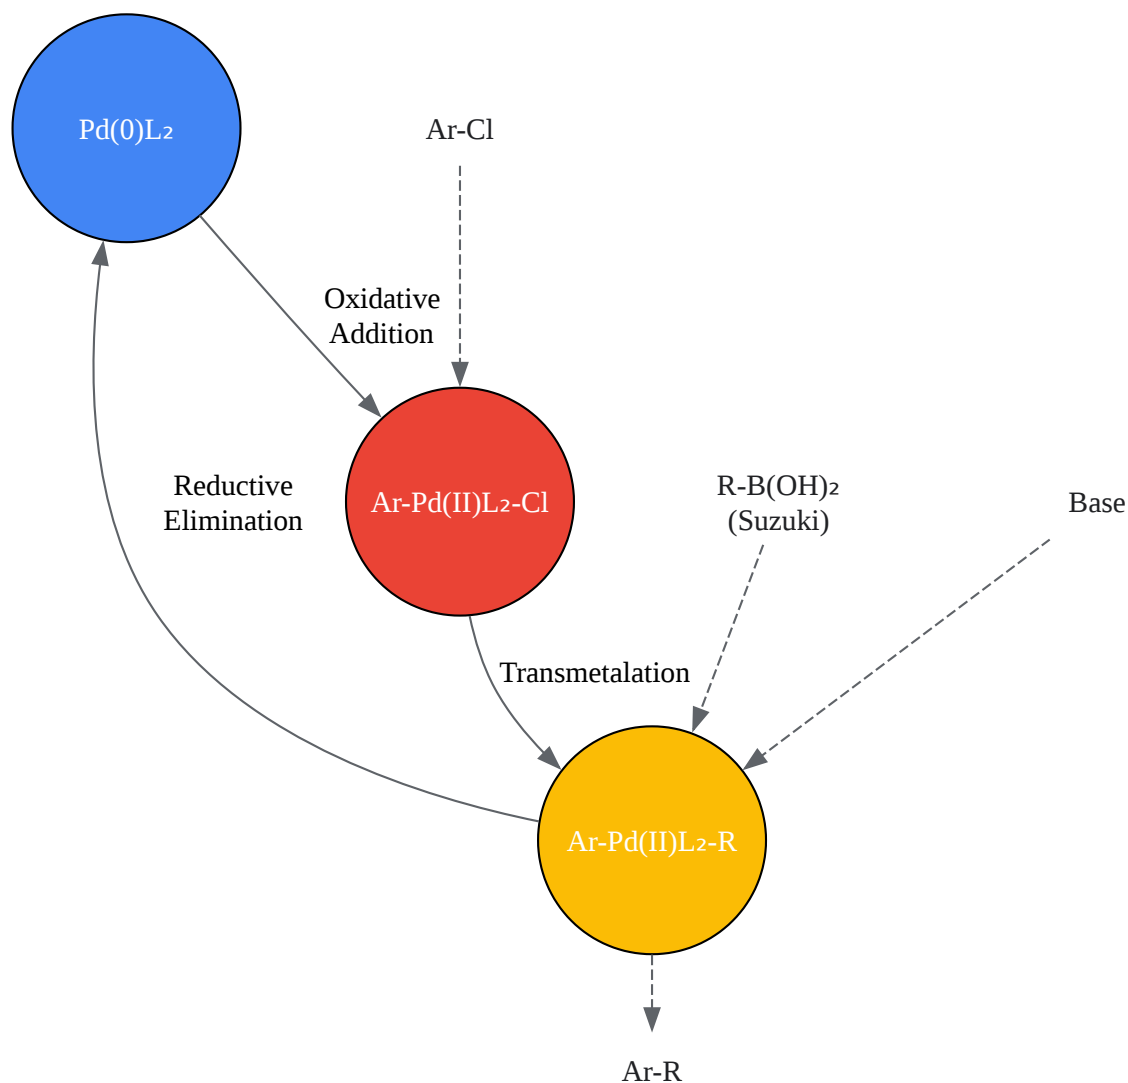 Pd(0)L₂
Ar-Cl
Oxidative
Addition
Reductive
Elimination
Ar-Pd(II)L₂-Cl
R-B(OH)₂
(Suzuki)
Base
Transmetalation
Ar-Pd(II)L₂-R
Ar-R